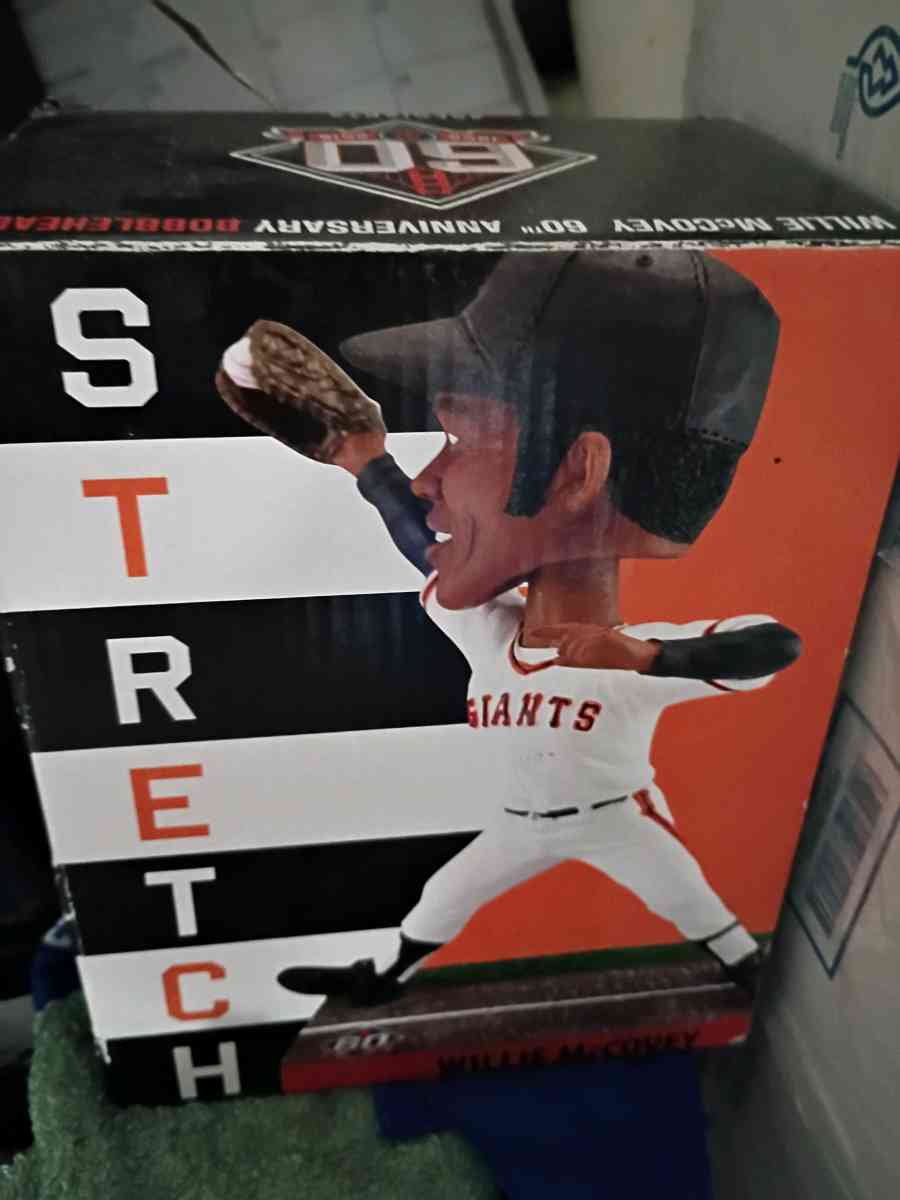 60
WILLIE McCOVEY 60TH ANNIVERSARY BOBBLEHEAD
S
T
R
E
T
C
H
GIANTS
60
WILLIE McCOVEY